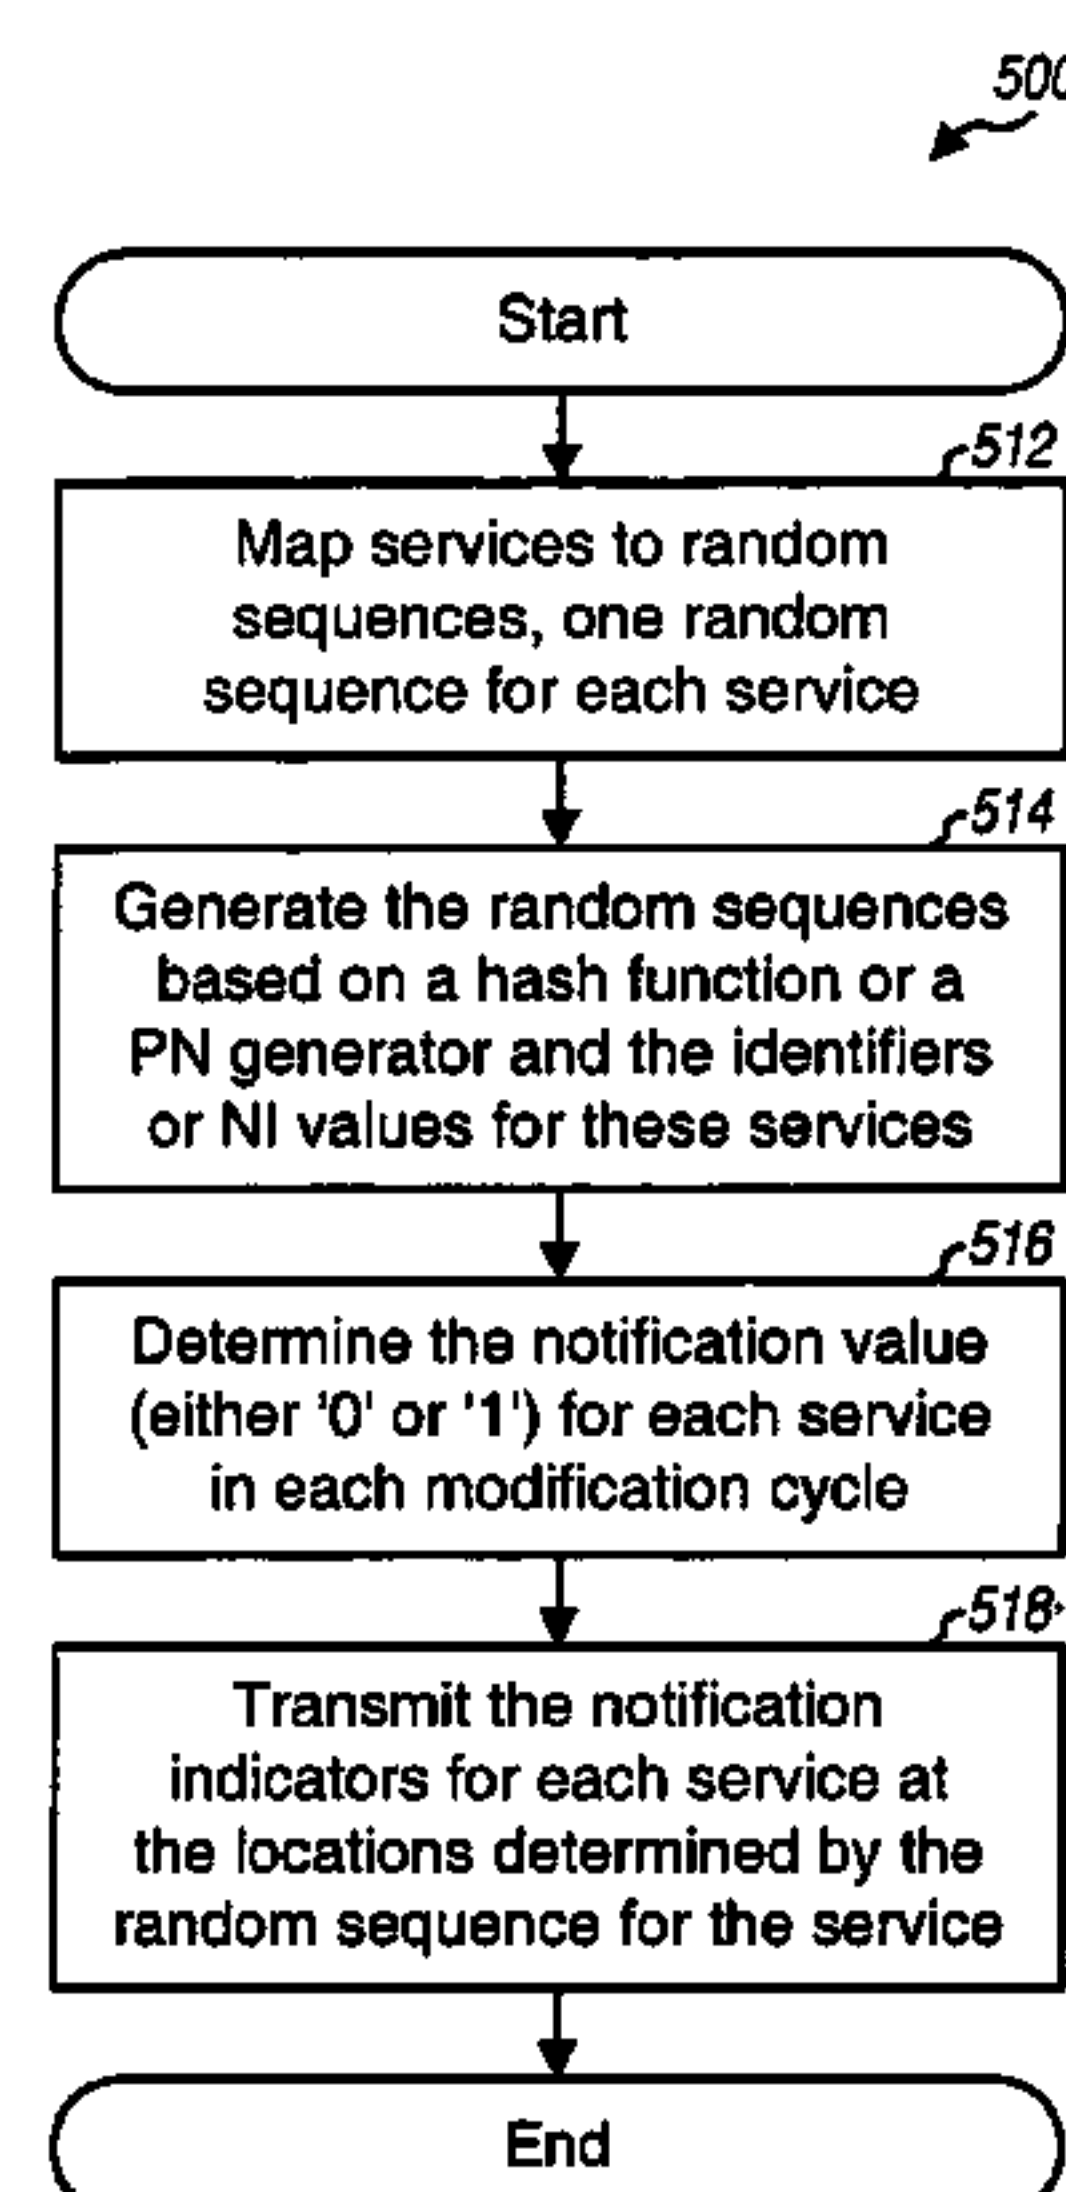 500
Start
512
Map services to random
sequences, one random
sequence for each service
514
Generate the random sequences
based on a hash function or a
PN generator and the identifiers
or NI values for these services
516
Determine the notification value
(either '0' or '1') for each service
in each modification cycle
518
Transmit the notification
indicators for each service at
the locations determined by the
random sequence for the service
End